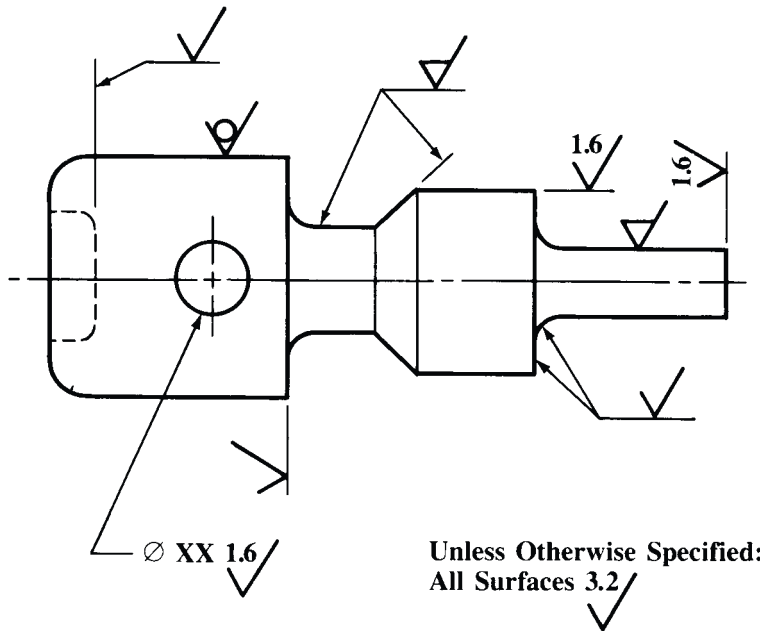 1.6
1.6
∅ XX 1.6
Unless Otherwise Specified:
All Surfaces 3.2